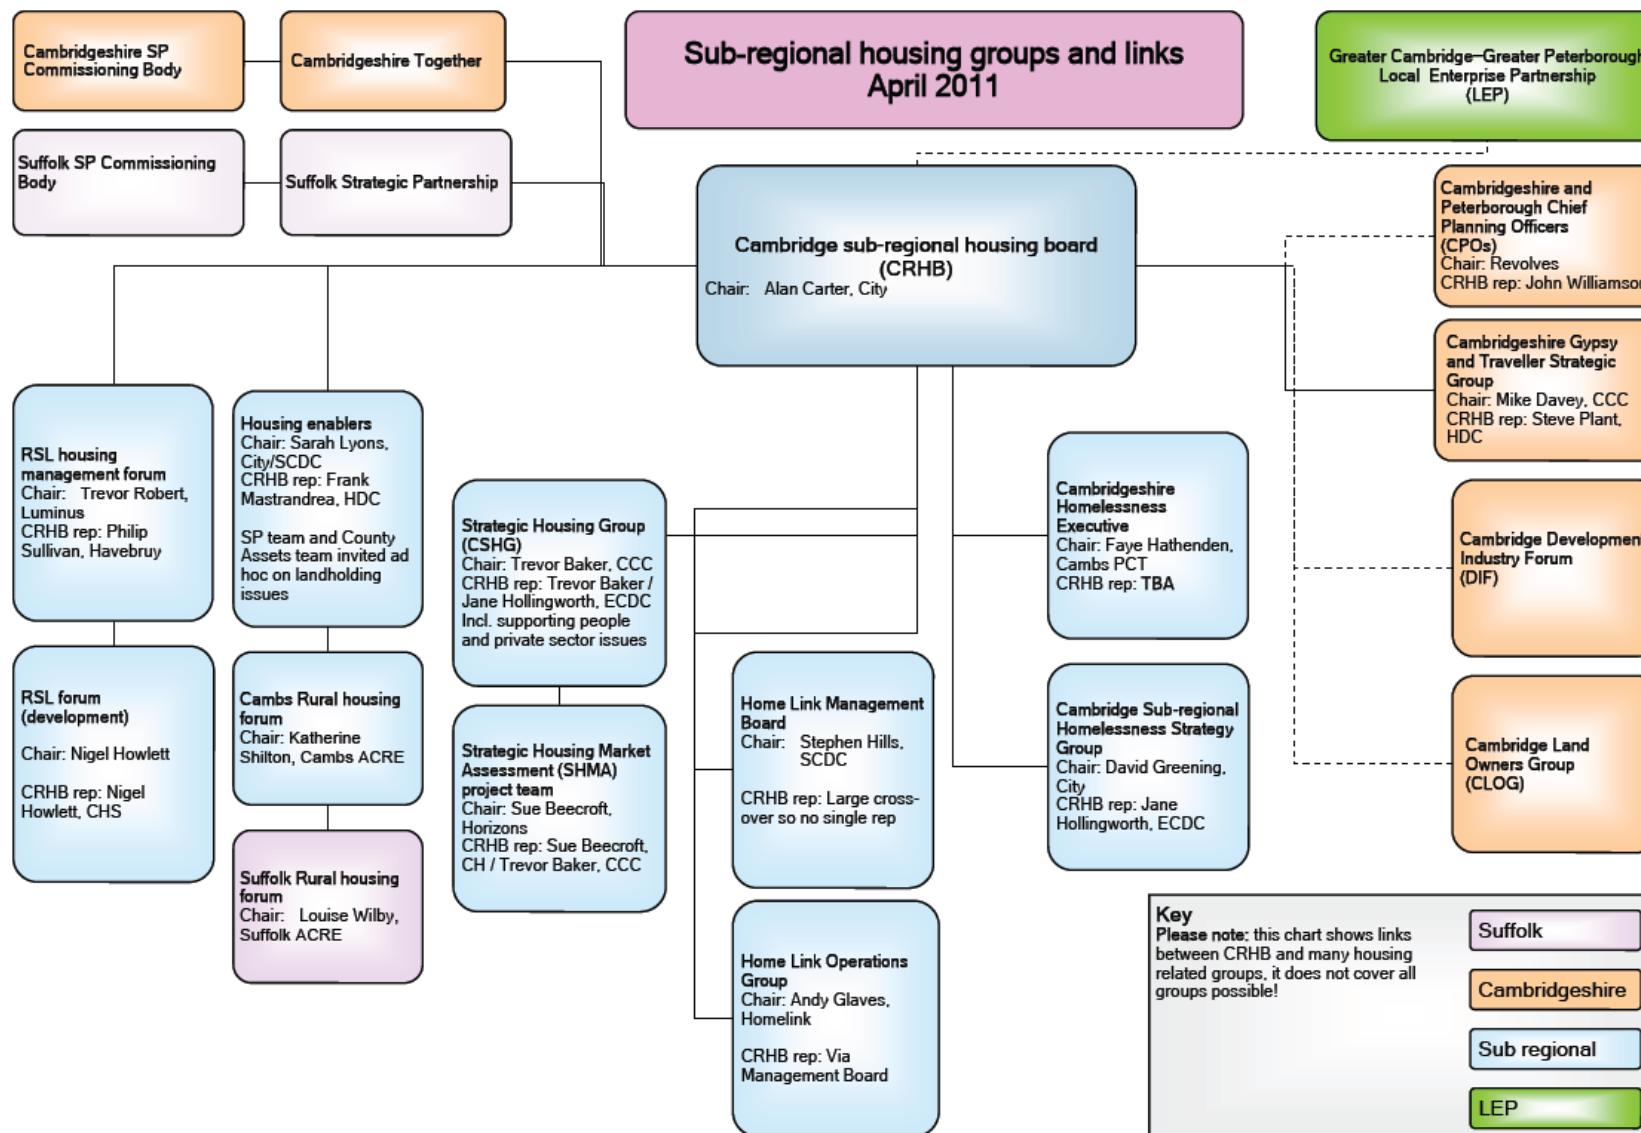 Cambridgeshire SP
Commissioning Body
Cambridgeshire Together
Sub-regional housing groups and links
April 2011
Greater Cambridge–Greater Peterborough
Local Enterprise Partnership
(LEP)
Suffolk SP Commissioning
Body
Suffolk Strategic Partnership
Cambridge sub-regional housing board
(CRHB)
Chair: Alan Carter, City
Cambridgeshire and
Peterborough Chief
Planning Officers
(CPOs)
Chair: Revolves
CRHB rep: John Williamson
Cambridgeshire Gypsy
and Traveller Strategic
Group
Chair: Mike Davey, CCC
CRHB rep: Steve Plant,
HDC
RSL housing
management forum
Chair: Trevor Robert,
Luminus
CRHB rep: Philip
Sullivan, Havebruy
Housing enablers
Chair: Sarah Lyons,
City/SCDC
CRHB rep: Frank
Mastrandrea, HDC
SP team and County
Assets team invited ad
hoc on landholding
issues
Strategic Housing Group
(CSHG)
Chair: Trevor Baker, CCC
CRHB rep: Trevor Baker /
Jane Hollingworth, ECDC
Incl. supporting people
and private sector issues
Cambridgeshire
Homelessness
Executive
Chair: Faye Hathenden,
Cambs PCT
CRHB rep: TBA
Cambridge Development
Industry Forum
(DIF)
RSL forum
(development)
Chair: Nigel Howlett
CRHB rep: Nigel
Howlett, CHS
Cambs Rural housing
forum
Chair: Katherine
Shilton, Cambs ACRE
Strategic Housing Market
Assessment (SHMA)
project team
Chair: Sue Beecroft,
Horizons
CRHB rep: Sue Beecroft,
CH / Trevor Baker, CCC
Home Link Management
Board
Chair: Stephen Hills,
SCDC
CRHB rep: Large cross-
over so no single rep
Cambridge Sub-regional
Homelessness Strategy
Group
Chair: David Greening,
City
CRHB rep: Jane
Hollingworth, ECDC
Cambridge Land
Owners Group
(CLOG)
Suffolk Rural housing
forum
Chair: Louise Wilby,
Suffolk ACRE
Home Link Operations
Group
Chair: Andy Glaves,
Homelink
CRHB rep: Via
Management Board
Key
Please note: this chart shows links
between CRHB and many housing
related groups, it does not cover all
groups possible!
Suffolk
Cambridgeshire
Sub regional
LEP